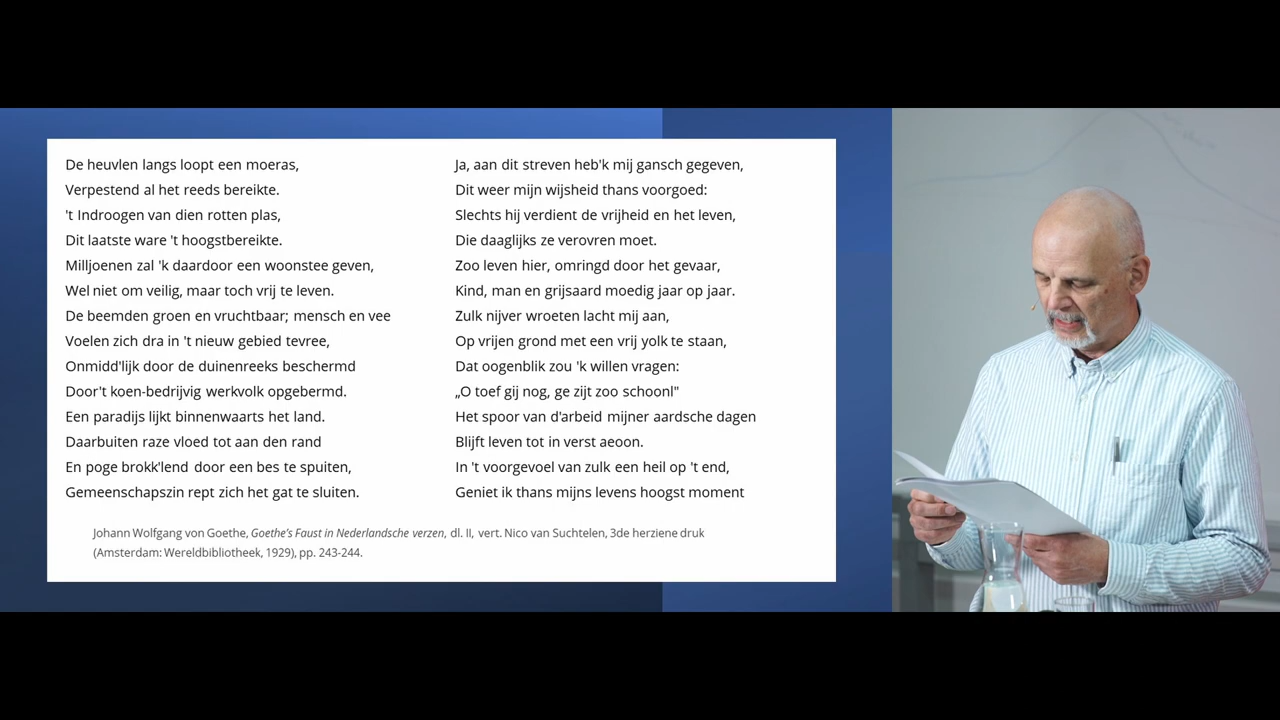 De heuvlen langs loopt een moeras,
Verpestend al het reeds bereikte.
't Indroogen van dien rotten plas,
Dit laatste ware 't hoogstbereikte.
Milljoenen zal 'k daardoor een woonstee geven,
Wel niet om veilig, maar toch vrij te leven.
De beemden groen en vruchtbaar; mensch en vee
Voelen zich dra in 't nieuw gebied tevree,
Onmidd'lijk door de duinenreeks beschermd
Door't koen-bedrijvig werkvolk opgebermd.
Een paradijs lijkt binnenwaarts het land.
Daarbuiten raze vloed tot aan den rand
En poge brokk'lend door een bes te spuiten,
Gemeenschapszin rept zich het gat te sluiten.
Ja, aan dit streven heb'k mij gansch gegeven,
Dit weer mijn wijsheid thans voorgoed:
Slechts hij verdient de vrijheid en het leven,
Die daaglijks ze verovren moet.
Zoo leven hier, omringd door het gevaar,
Kind, man en grijsaard moedig jaar op jaar.
Zulk nijver wroeten lacht mij aan,
Op vrijen grond met een vrij yolk te staan,
Dat oogenblik zou 'k willen vragen:
„O toef gij nog, ge zijt zoo schoonl"
Het spoor van d'arbeid mijner aardsche dagen
Blijft leven tot in verst aeoon.
In 't voorgevoel van zulk een heil op 't end,
Geniet ik thans mijns levens hoogst moment
Johann Wolfgang von Goethe, Goethe's Faust in Nederlandsche verzen, dl. II, vert. Nico van Suchtelen, 3de herziene druk
(Amsterdam: Wereldbibliotheek, 1929), pp. 243-244.